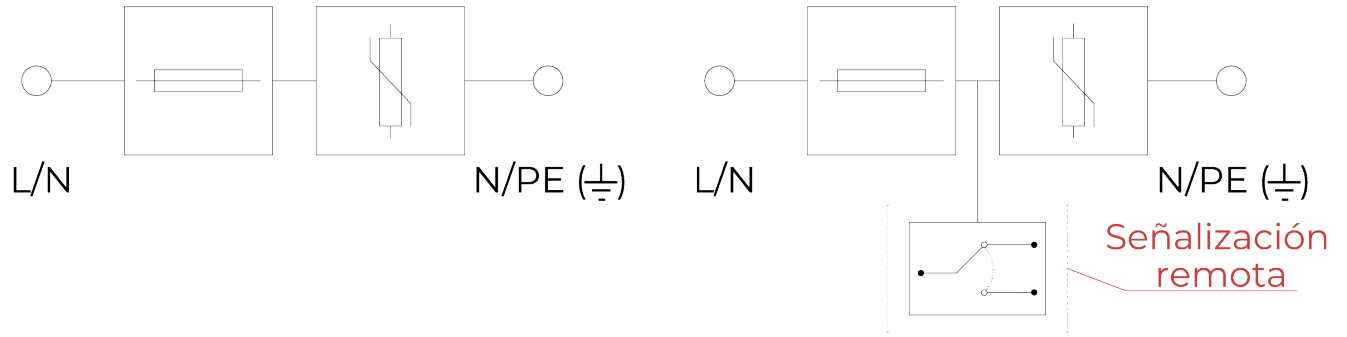 L/N
N/PE (⏚)
L/N
N/PE (⏚)
Señalización
remota